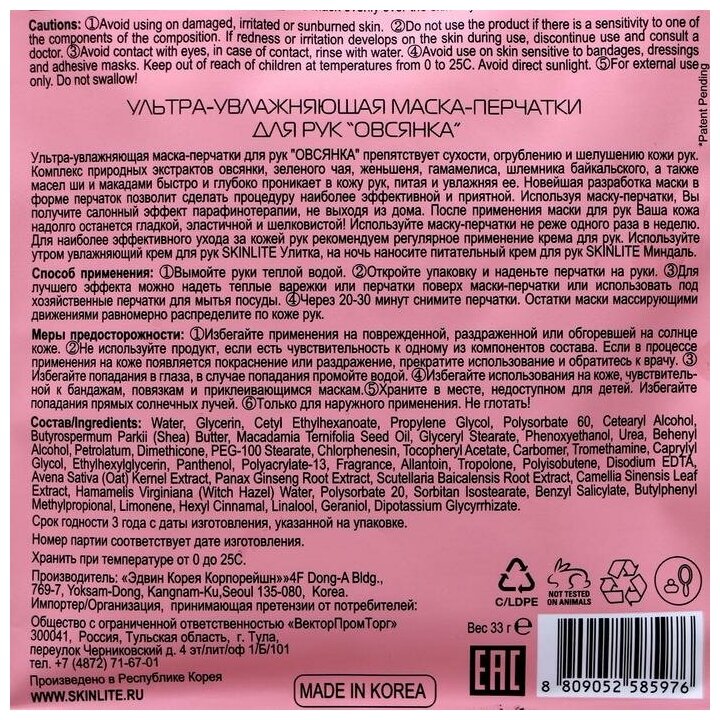 Cautions: ①Avoid using on damaged, irritated or sunburned skin. ②Do not use the product if there is a sensitivity to one of
the components of the composition. If redness or irritation develops on the skin during use, discontinue use and consult a
doctor. ③Avoid contact with eyes, in case of contact, rinse with water. ④Avoid use on skin sensitive to bandages, dressings
and adhesive masks. Keep out of reach of children at temperatures from 0 to 25C. Avoid direct sunlight. ⑤For external use
only. Do not swallow!
*Patent Pending
УЛЬТРА-УВЛАЖНЯЮЩАЯ МАСКА-ПЕРЧАТКИ
ДЛЯ РУК "ОВСЯНКА"
Ультра-увлажняющая маска-перчатки для рук "ОВСЯНКА" препятствует сухости, огрублению и шелушению кожи рук.
Комплекс природных экстрактов овсянки, зеленого чая, женьшеня, гамамелиса, шлемника байкальского, а также
масел ши и макадами быстро и глубоко проникает в кожу рук, питая и увлажняя ее. Новейшая разработка маски в
форме перчаток позволит сделать процедуру наиболее эффективной и приятной. Используя маску-перчатки, Вы
получите салонный эффект парафинотерапии, не выходя из дома. После применения маски для рук Ваша кожа
надолго останется гладкой, эластичной и шелковистой! Используйте маску-перчатки не реже одного раза в неделю.
Для наиболее эффективного ухода за кожей рук рекомендуем регулярное применение крема для рук. Используйте
утром увлажняющий крем для рук SKINLITE Улитка, на ночь наносите питательный крем для рук SKINLITE Миндаль.
Способ применения: ①Вымойте руки теплой водой. ②Откройте упаковку и наденьте перчатки на руки. ③Для
лучшего эффекта можно надеть теплые варежки или перчатки поверх маски-перчатки или использовать под
хозяйственные перчатки для мытья посуды. ④Через 20-30 минут снимите перчатки. Остатки маски массирующими
движениями равномерно распределите по коже рук.
Меры предосторожности: ①Избегайте применения на поврежденной, раздраженной или обгоревшей на солнце
коже. ②Не используйте продукт, если есть чувствительность к одному из компонентов состава. Если в процессе
применения на коже появляется покраснение или раздражение, прекратите использование и обратитесь к врачу. ③
Избегайте попадания в глаза, в случае попадания промойте водой. ④Избегайте использования на коже, чувствитель-
ной к бандажам, повязкам и приклеивающимся маскам.⑤Храните в месте, недоступном для детей. Избегайте
попадания прямых солнечных лучей. ⑥Только для наружного применения. Не глотать!
Состав/Ingredients: Water, Glycerin, Cetyl Ethylhexanoate, Propylene Glycol, Polysorbate 60, Cetearyl Alcohol,
Butyrospermum Parkii (Shea) Butter, Macadamia Ternifolia Seed Oil, Glyceryl Stearate, Phenoxyethanol, Urea, Behenyl
Alcohol, Petrolatum, Dimethicone, PEG-100 Stearate, Chlorphenesin, Tocopheryl Acetate, Carbomer, Tromethamine, Caprylyl
Glycol, Ethylhexylglycerin, Panthenol, Polyacrylate-13, Fragrance, Allantoin, Tropolone, Polyisobutene, Disodium EDTA,
Avena Sativa (Oat) Kernel Extract, Panax Ginseng Root Extract, Scutellaria Baicalensis Root Extract, Camellia Sinensis Leaf
Extract, Hamamelis Virginiana (Witch Hazel) Water, Polysorbate 20, Sorbitan Isostearate, Benzyl Salicylate, Butylphenyl
Methylpropional, Limonene, Hexyl Cinnamal, Linalool, Geraniol, Dipotassium Glycyrrhizate.
Срок годности 3 года с даты изготовления, указанной на упаковке.
Номер партии соответствует дате изготовления.
Хранить при температуре от 0 до 25С.
Производитель: «Эдвин Корея Корпорейшн»4F Dong-A Bldg.,
769-7, Yoksam-Dong, Kangnam-Ku,Seoul 135-080, Korea.
Импортер/Организация, принимающая претензии от потребителей:
Общество с ограниченной ответственностью «ВекторПромТорг»
300041, Россия, Тульская область, г. Тула,
переулок Черниковский д. 4 эт/лит/оф 1/Б/101
тел. +7 (4872) 71-67-01
Произведено в Республике Корея
WWW.SKINLITE.RU
MADE IN KOREA
C/LDPE
NOT TESTED
ON ANIMALS
Вес 33 г ℮
EAC
8 809052 585976